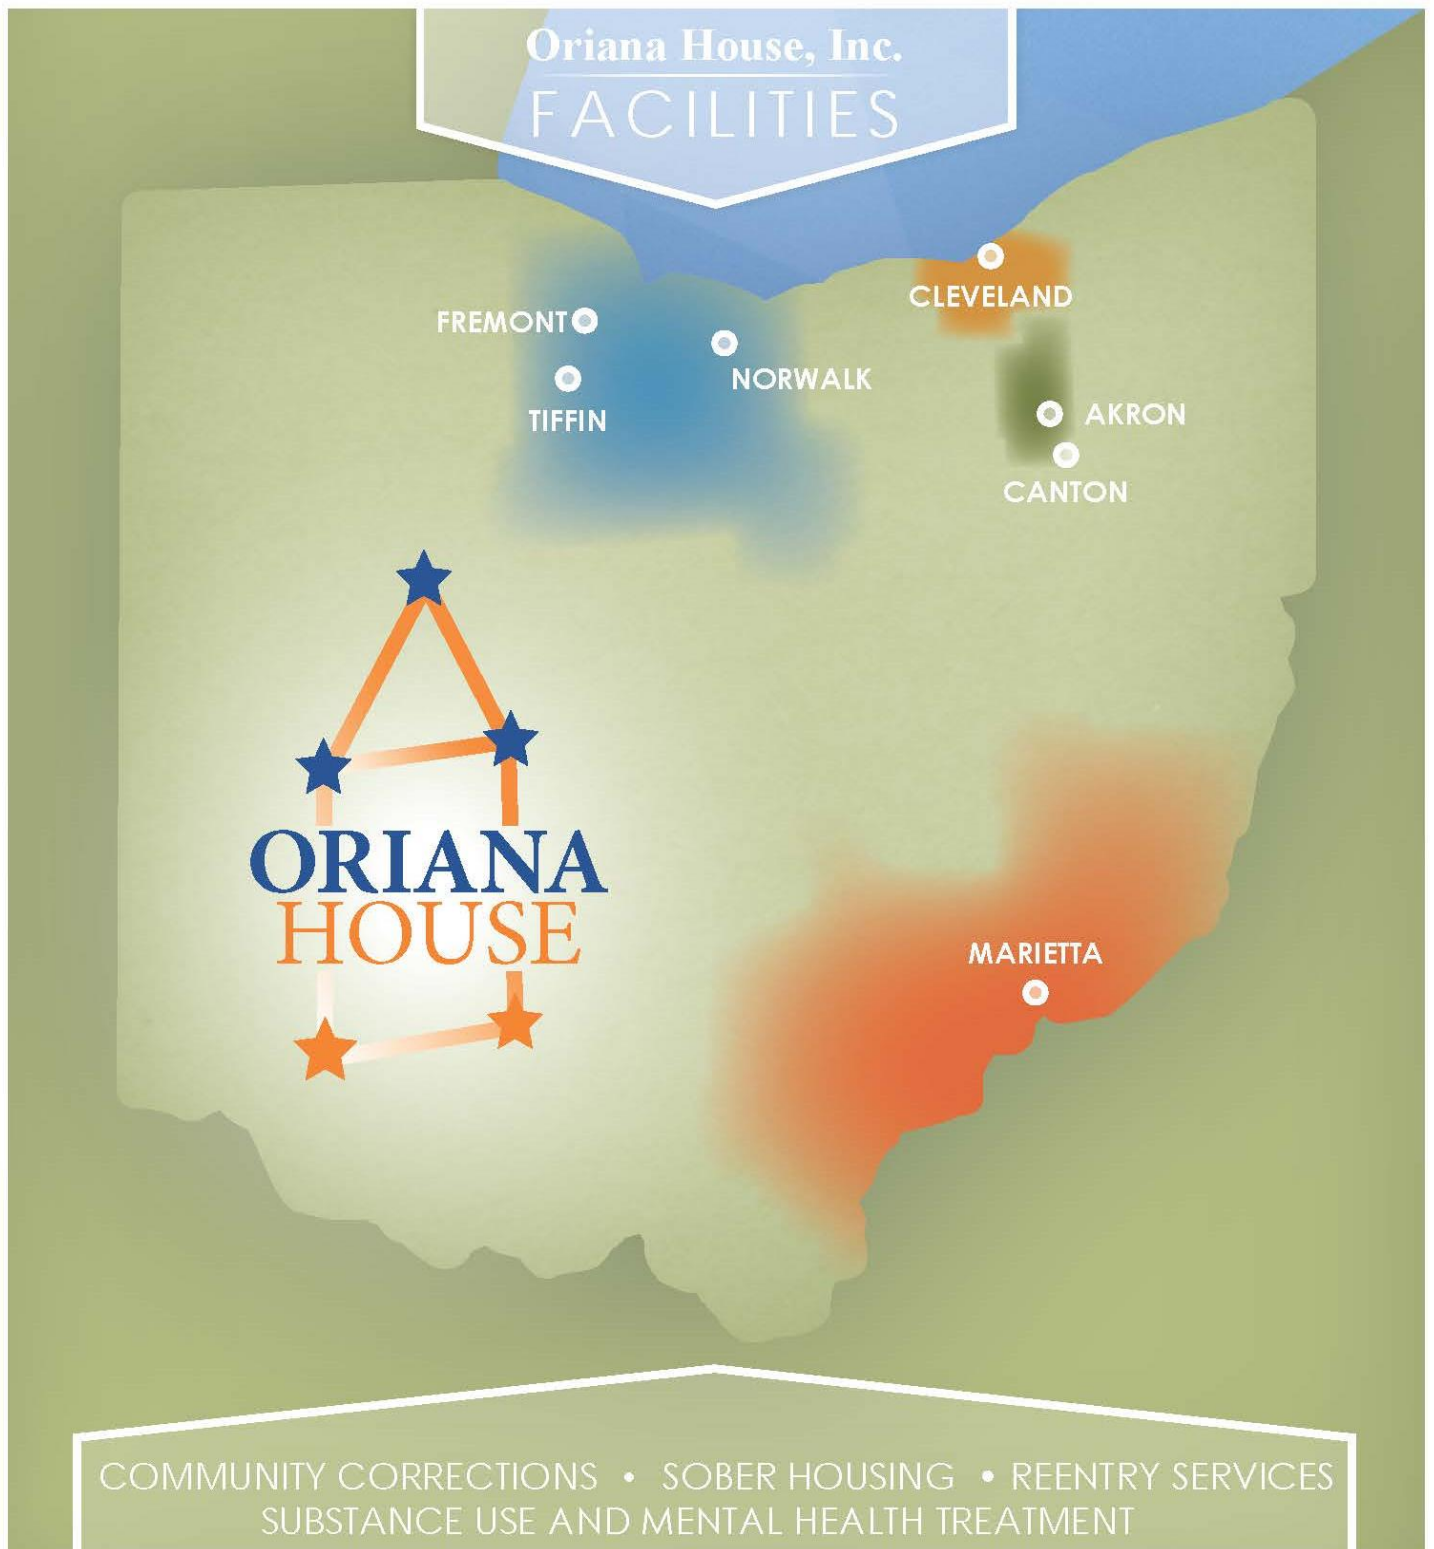 Oriana House, Inc.
FACILITIES
CLEVELAND
FREMONT
NORWALK
TIFFIN
AKRON
CANTON
ORIANA
HOUSE
MARIETTA
COMMUNITY CORRECTIONS • SOBER HOUSING • REENTRY SERVICES
SUBSTANCE USE AND MENTAL HEALTH TREATMENT